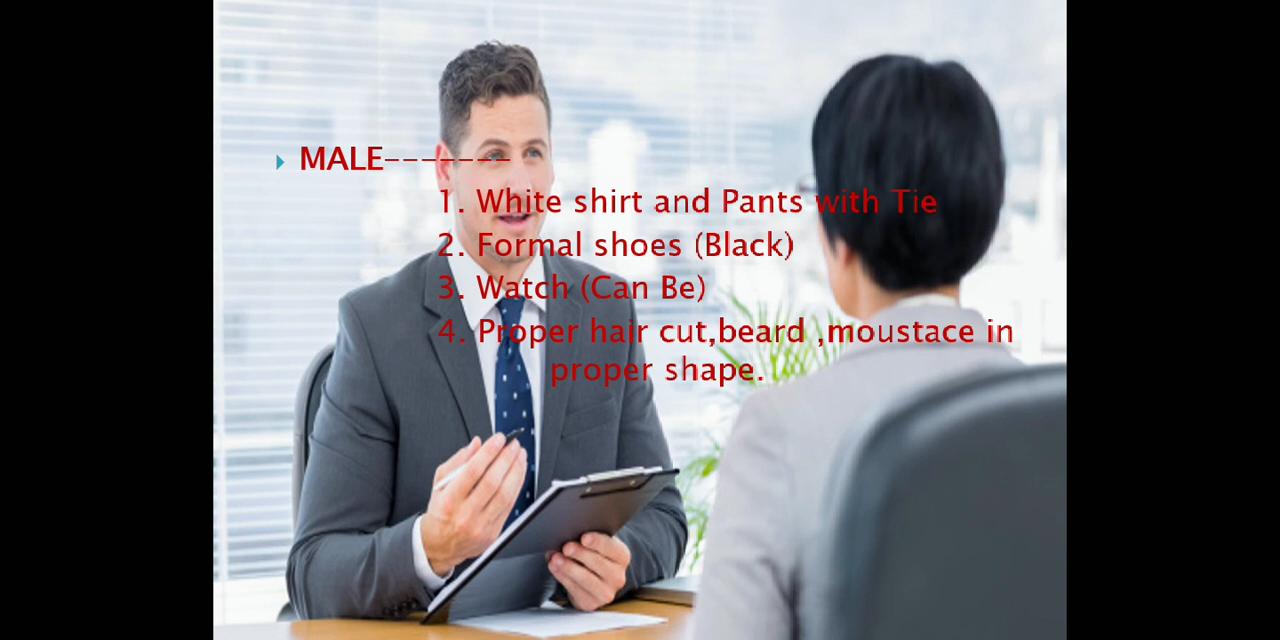 MALE-------
1. White shirt and Pants with Tie
2. Formal shoes (Black)
3. Watch (Can Be)
4. Proper hair cut,beard ,moustace in
proper shape.